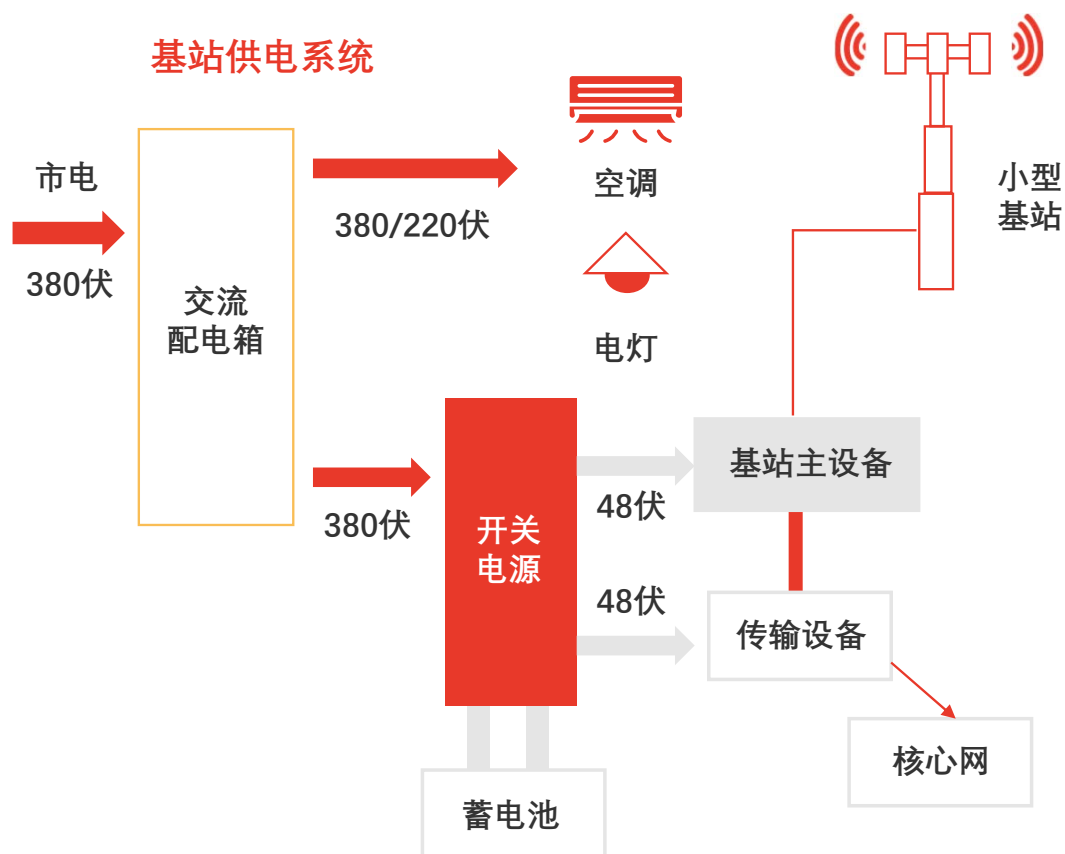 基站供电系统
市电
380伏
交流
配电箱
380/220伏
空调
电灯
小型
基站
380伏
开关
电源
48伏
48伏
基站主设备
传输设备
核心网
蓄电池